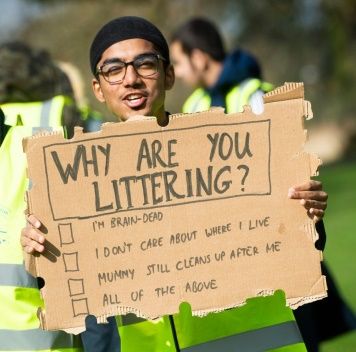 WHY ARE YOU
LITTERING?
I'M BRAIN-DEAD
I DON'T CARE ABOUT WHERE I LIVE
MUMMY STILL CLEANS UP AFTER ME
ALL OF THE ABOVE